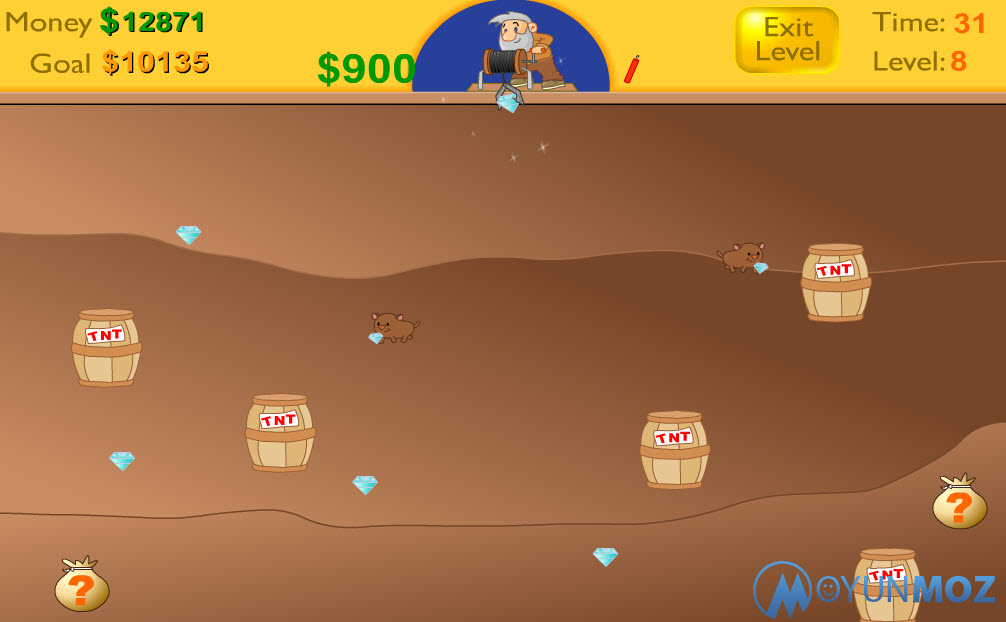 Money $12871
Goal $10135
$900
Exit
Level
Time: 31
Level: 8
TNT
TNT
TNT
TNT
?
?
TNT
OYUNMOZ